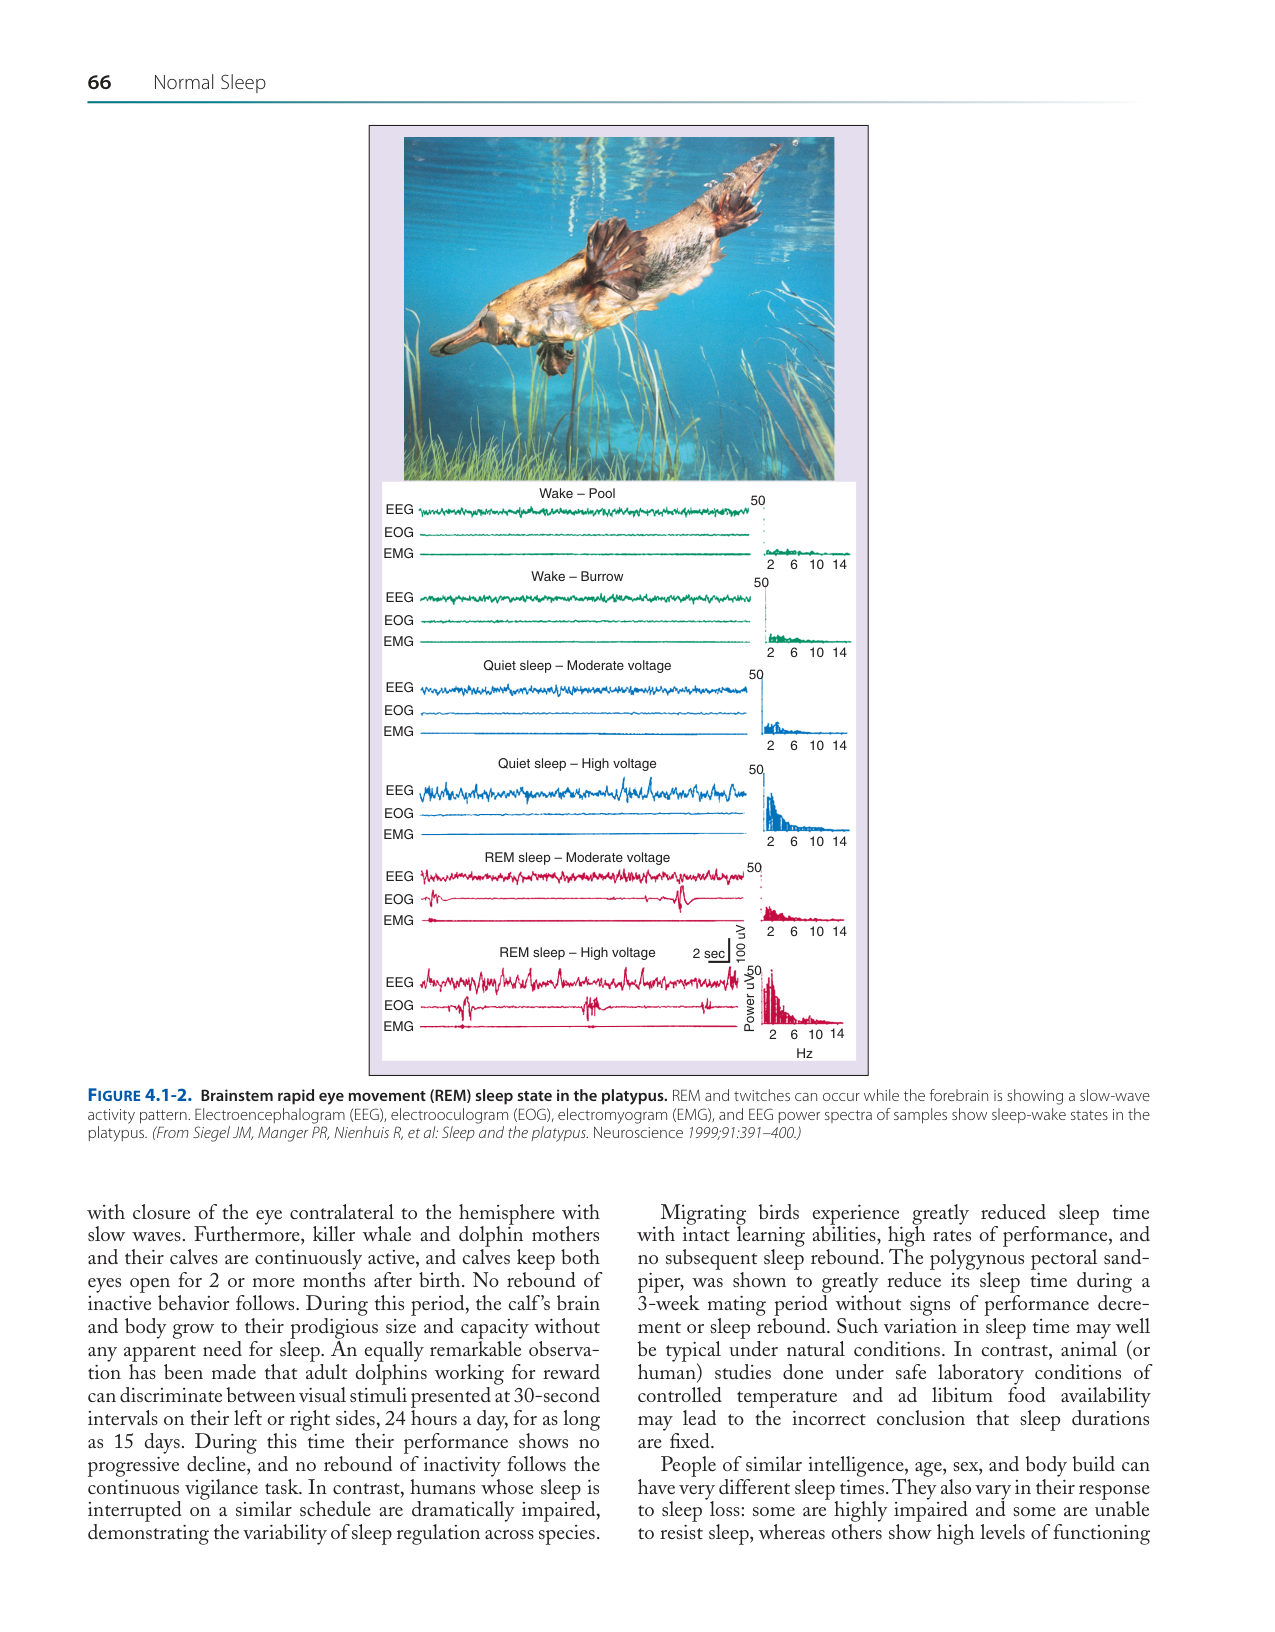 66 Normal Sleep
Wake – Pool
50
EEG
EOG
EMG
2 6 10 14
Wake – Burrow
50
EEG
EOG
EMG
2 6 10 14
Quiet sleep – Moderate voltage
50
EEG
EOG
EMG
2 6 10 14
Quiet sleep – High voltage
50
EEG
EOG
EMG
2 6 10 14
REM sleep – Moderate voltage
50
EEG
EOG
EMG
2 6 10 14
REM sleep – High voltage
2 sec
100 uV
50
EEG
EOG
EMG
Power uV
2 6 10 14
Hz
FIGURE 4.1-2. Brainstem rapid eye movement (REM) sleep state in the platypus. REM and twitches can occur while the forebrain is showing a slow-wave
activity pattern. Electroencephalogram (EEG), electrooculogram (EOG), electromyogram (EMG), and EEG power spectra of samples show sleep-wake states in the
platypus. (From Siegel JM, Manger PR, Nienhuis R, et al: Sleep and the platypus. Neuroscience 1999;91:391–400.)
with closure of the eye contralateral to the hemisphere with
slow waves. Furthermore, killer whale and dolphin mothers
and their calves are continuously active, and calves keep both
eyes open for 2 or more months after birth. No rebound of
inactive behavior follows. During this period, the calf's brain
and body grow to their prodigious size and capacity without
any apparent need for sleep. An equally remarkable observa-
tion has been made that adult dolphins working for reward
can discriminate between visual stimuli presented at 30-second
intervals on their left or right sides, 24 hours a day, for as long
as 15 days. During this time their performance shows no
progressive decline, and no rebound of inactivity follows the
continuous vigilance task. In contrast, humans whose sleep is
interrupted on a similar schedule are dramatically impaired,
demonstrating the variability of sleep regulation across species.
Migrating birds experience greatly reduced sleep time
with intact learning abilities, high rates of performance, and
no subsequent sleep rebound. The polygynous pectoral sand-
piper, was shown to greatly reduce its sleep time during a
3-week mating period without signs of performance decre-
ment or sleep rebound. Such variation in sleep time may well
be typical under natural conditions. In contrast, animal (or
human) studies done under safe laboratory conditions of
controlled temperature and ad libitum food availability
may lead to the incorrect conclusion that sleep durations
are fixed.
People of similar intelligence, age, sex, and body build can
have very different sleep times. They also vary in their response
to sleep loss: some are highly impaired and some are unable
to resist sleep, whereas others show high levels of functioning